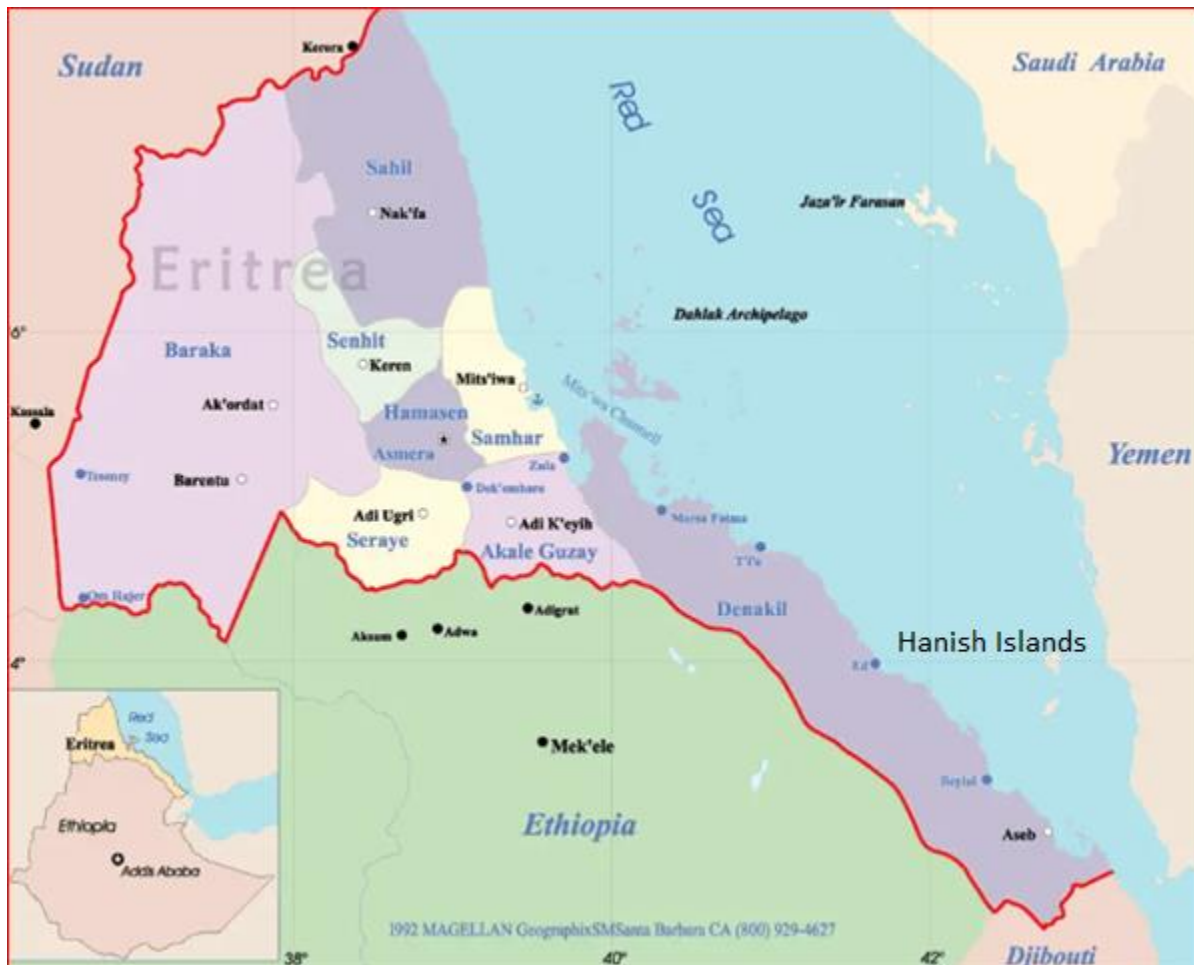 Kerora
Sudan
Saudi Arabia
Red
Sea
Sahil
Nak'fa
Jaza'ir Farasan
Eritrea
Dahlak Archipelago
6°
Senhit
Baraka
Keren
Mits'iwa
Mits'wa Channel
Ak'ordat
Hamasen
Kassala
Samhar
Asmera
Yemen
Zula
Teseney
Barentu
Dek'emhare
Adi Ugri
Adi K'eyih
Marsa Fatma
Seraye
Akale Guzay
T'i'o
Om Hajer
Adigrat
Denakil
Aksum
Adwa
Hanish Islands
4°
Ed
Red
Sea
Eritrea
Mek'ele
Beylul
Ethiopia
Ethiopia
Aseb
Addis Ababa
1992 MAGELLAN GeographixSMSanta Barbara CA (800) 929-4627
38°
40°
42°
Djibouti